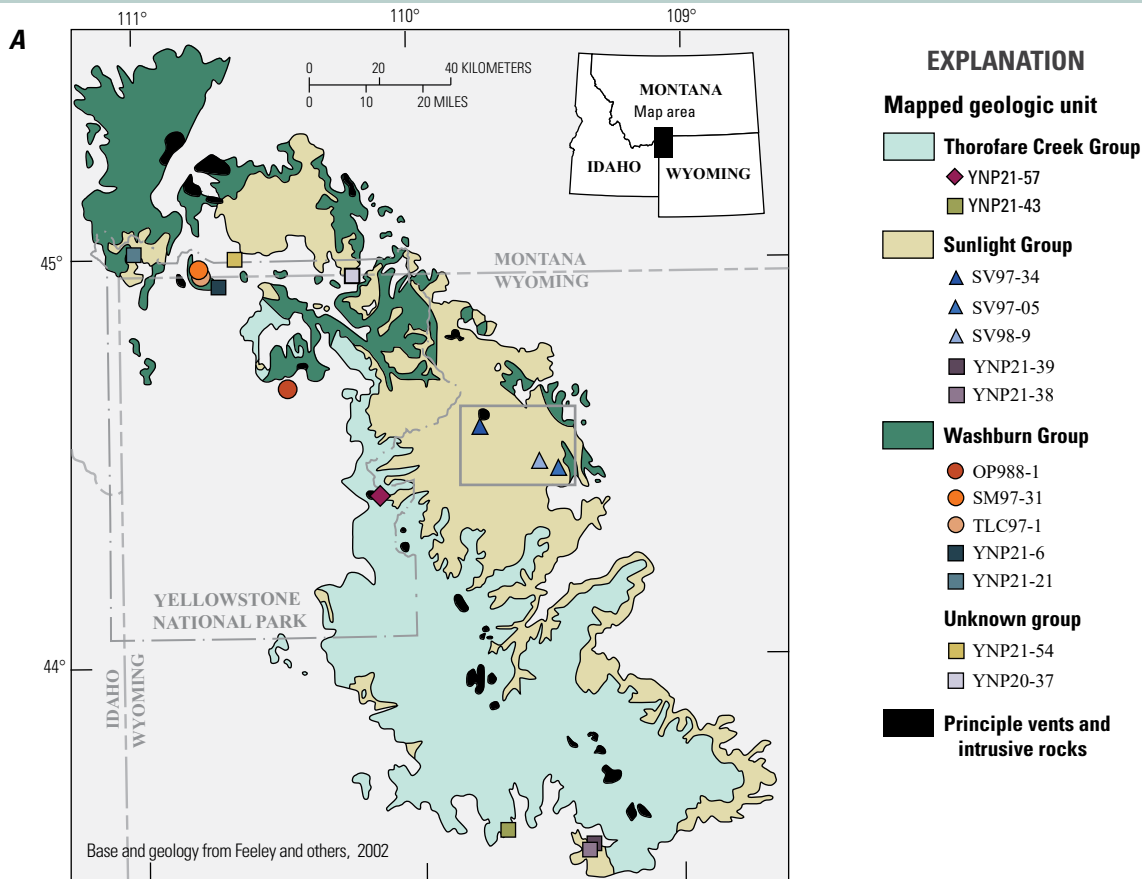 A
111°
110°
109°
0 20 40 KILOMETERS
0 10 20 MILES
MONTANA
Map area
IDAHO
WYOMING
45°
MONTANA
WYOMING
YELLOWSTONE
NATIONAL PARK
44°
IDAHO
WYOMING
Base and geology from Feeley and others, 2002
EXPLANATION
Mapped geologic unit
Thorofare Creek Group
YNP21-57
YNP21-43
Sunlight Group
SV97-34
SV97-05
SV98-9
YNP21-39
YNP21-38
Washburn Group
OP988-1
SM97-31
TLC97-1
YNP21-6
YNP21-21
Unknown group
YNP21-54
YNP20-37
Principle vents and
intrusive rocks